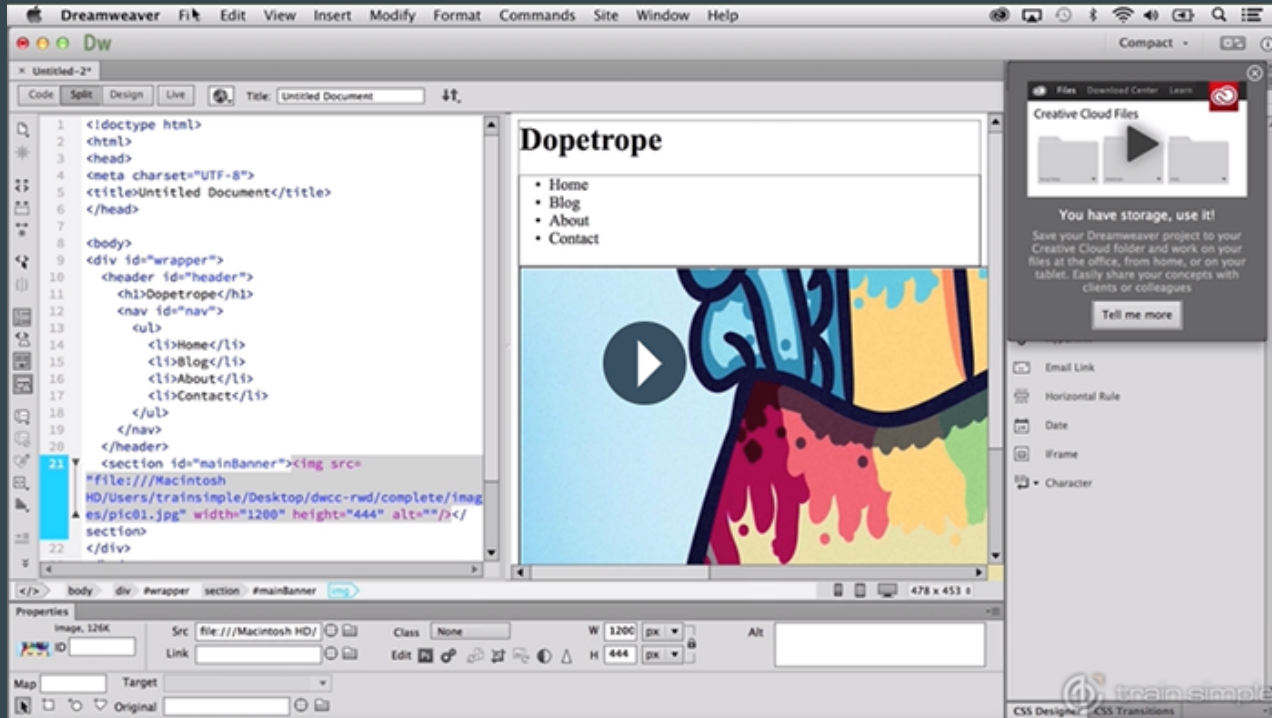 Dreamweaver File Edit View Insert Modify Format Commands Site Window Help
Dw
Compact
× Untitled-2*
Code Split Design Live Title: Untitled Document
1 <!doctype html>
2 <html>
3 <head>
4 <meta charset="UTF-8">
5 <title>Untitled Document</title>
6 </head>
7
8 <body>
9 <div id="wrapper">
10 <header id="header">
11 <h1>Dopetrope</h1>
12 <nav id="nav">
13 <ul>
14 <li>Home</li>
15 <li>Blog</li>
16 <li>About</li>
17 <li>Contact</li>
18 </ul>
19 </nav>
20 </header>
21 <section id="mainBanner"><img src=
"file:///Macintosh
HD/Users/trainsimple/Desktop/dwcc-rwd/complete/imag
es/pic01.jpg" width="1200" height="444" alt=""/></
section>
22 </div>
Dopetrope
• Home
• Blog
• About
• Contact
Files Download Center Learn
Creative Cloud Files
You have storage, use it!
Save your Dreamweaver project to your
Creative Cloud folder and work on your
files at the office, from home, or on your
tablet. Easily share your concepts with
clients or colleagues
Tell me more
Email Link
Horizontal Rule
Date
IFrame
Character
</> body div #wrapper section #mainBanner img
478 x 453
Properties
Image, 126K
ID
Src file:///Macintosh HD/
Link
Class None
Edit
W 1200 px
H 444 px
Alt
Map
Target
Original
train simple
CSS Designer CSS Transitions